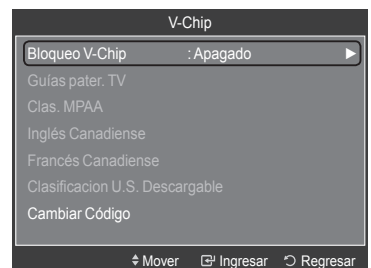 V-Chip
Bloqueo V-Chip : Apagado
Guías pater. TV
Clas. MPAA
Inglés Canadiense
Francés Canadiense
Clasificacion U.S. Descargable
Cambiar Código
Mover Ingresar Regresar